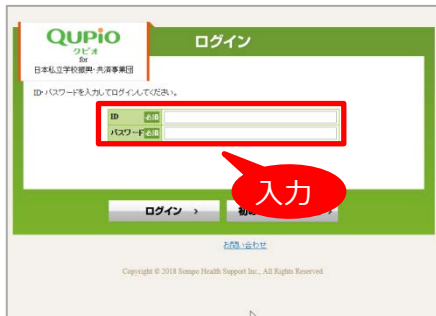 QUPiO
クピオ
for
日本私立学校振興・共済事業団
ログイン
ID・パスワードを入力してログインしてください。
ID 必須
パスワード 必須
入力
ログイン ›
初め ›
お問い合わせ
Copyright © 2018 Sompo Health Support Inc., All Rights Reserved.